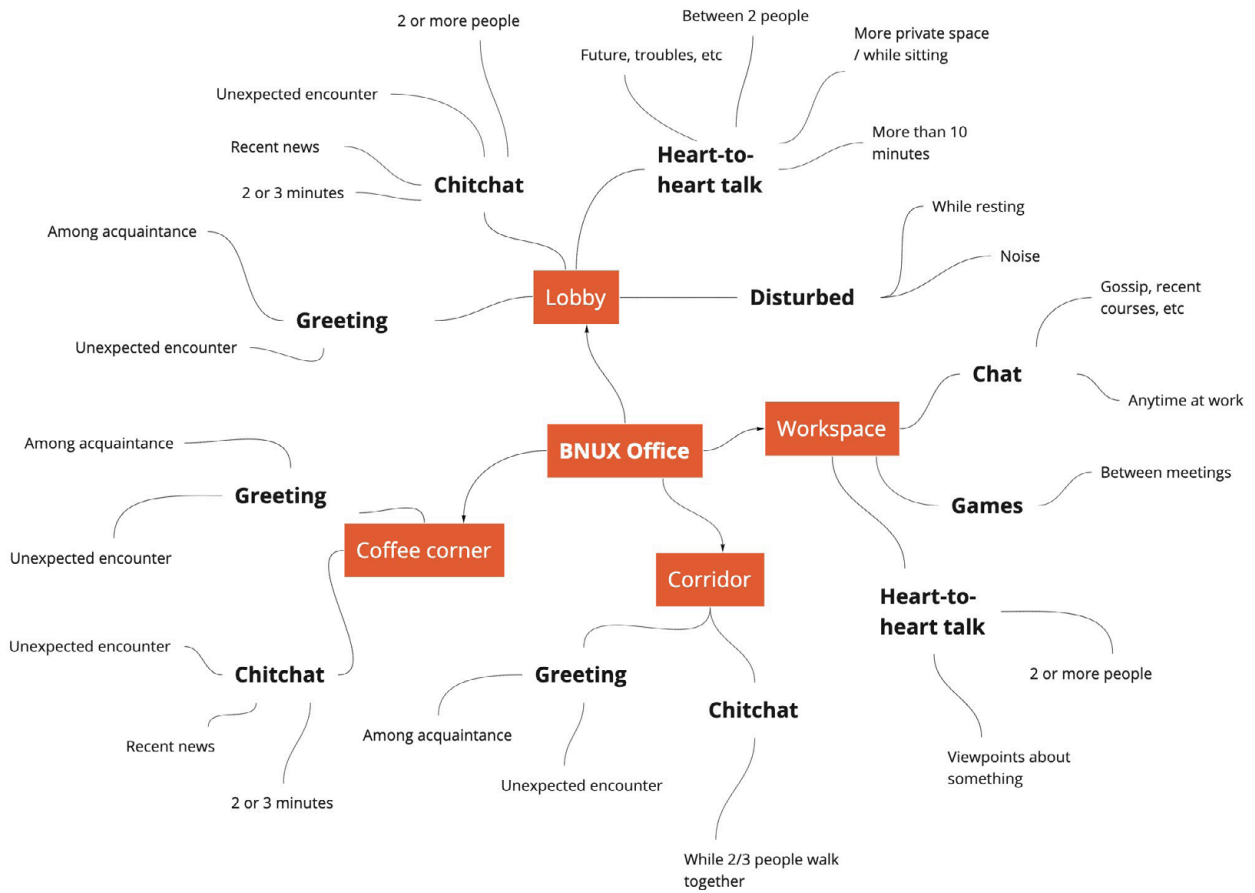 2 or more people
Between 2 people
More private space
/ while sitting
Future, troubles, etc
Unexpected encounter
Recent news
2 or 3 minutes
Chitchat
Heart-to-
heart talk
More than 10
minutes
Among acquaintance
While resting
Noise
Lobby
Disturbed
Greeting
Unexpected encounter
Gossip, recent
courses, etc
Chat
Anytime at work
BNUX Office
Workspace
Among acquaintance
Greeting
Unexpected encounter
Coffee corner
Between meetings
Games
Corridor
Heart-to-
heart talk
2 or more people
Viewpoints about
something
Unexpected encounter
Chitchat
Recent news
2 or 3 minutes
Greeting
Among acquaintance
Unexpected encounter
Chitchat
While 2/3 people walk
together